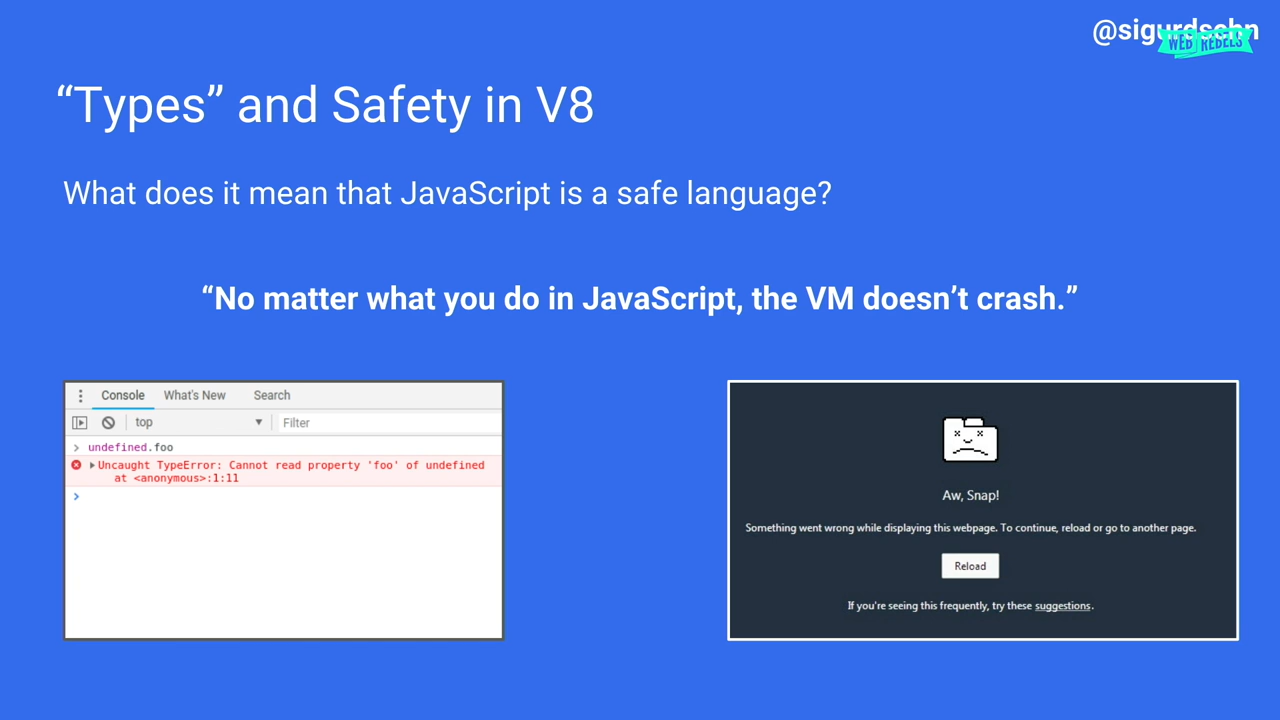 @sigurdschn
WEB REBELS
“Types” and Safety in V8
What does it mean that JavaScript is a safe language?
“No matter what you do in JavaScript, the VM doesn’t crash.”
Console What's New Search
top Filter
undefined.foo
Uncaught TypeError: Cannot read property 'foo' of undefined
at <anonymous>:1:11
Aw, Snap!
Something went wrong while displaying this webpage. To continue, reload or go to another page.
Reload
If you're seeing this frequently, try these suggestions.